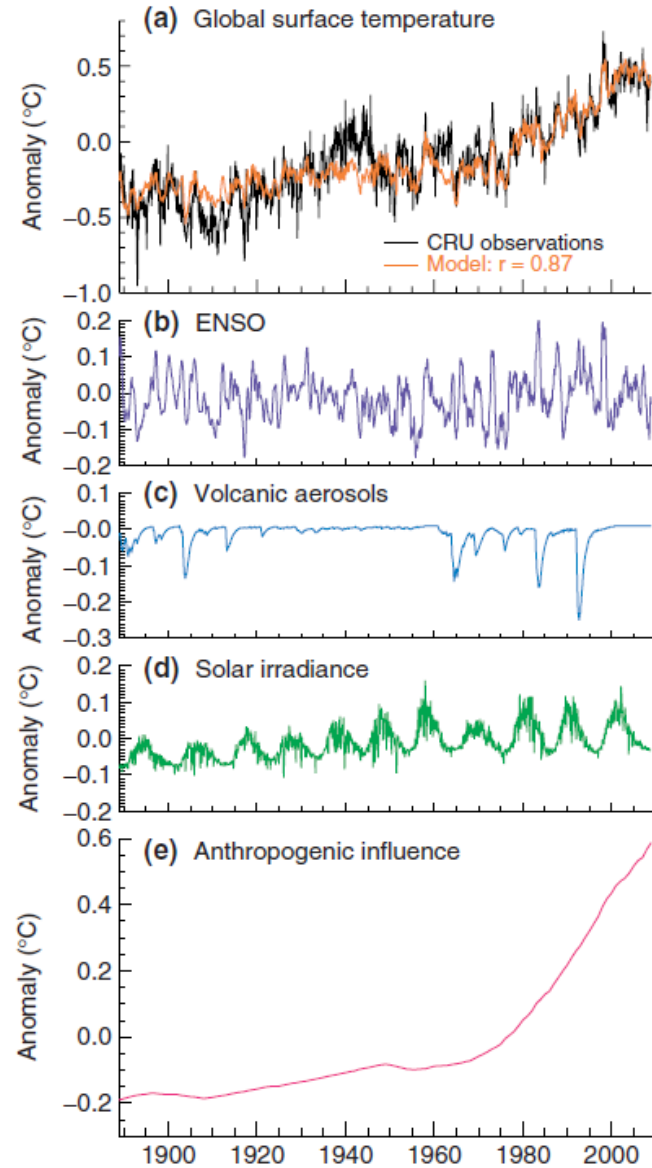 (a) Global surface temperature
0.5
0.0
−0.5
−1.0
Anomaly (°C)
CRU observations
Model: r = 0.87
(b) ENSO
0.2
0.1
0.0
−0.1
−0.2
Anomaly (°C)
(c) Volcanic aerosols
0.1
−0.0
−0.1
−0.2
−0.3
Anomaly (°C)
(d) Solar irradiance
0.2
0.1
0.0
−0.1
−0.2
Anomaly (°C)
(e) Anthropogenic influence
0.6
0.4
0.2
0.0
−0.2
Anomaly (°C)
1900 1920 1940 1960 1980 2000